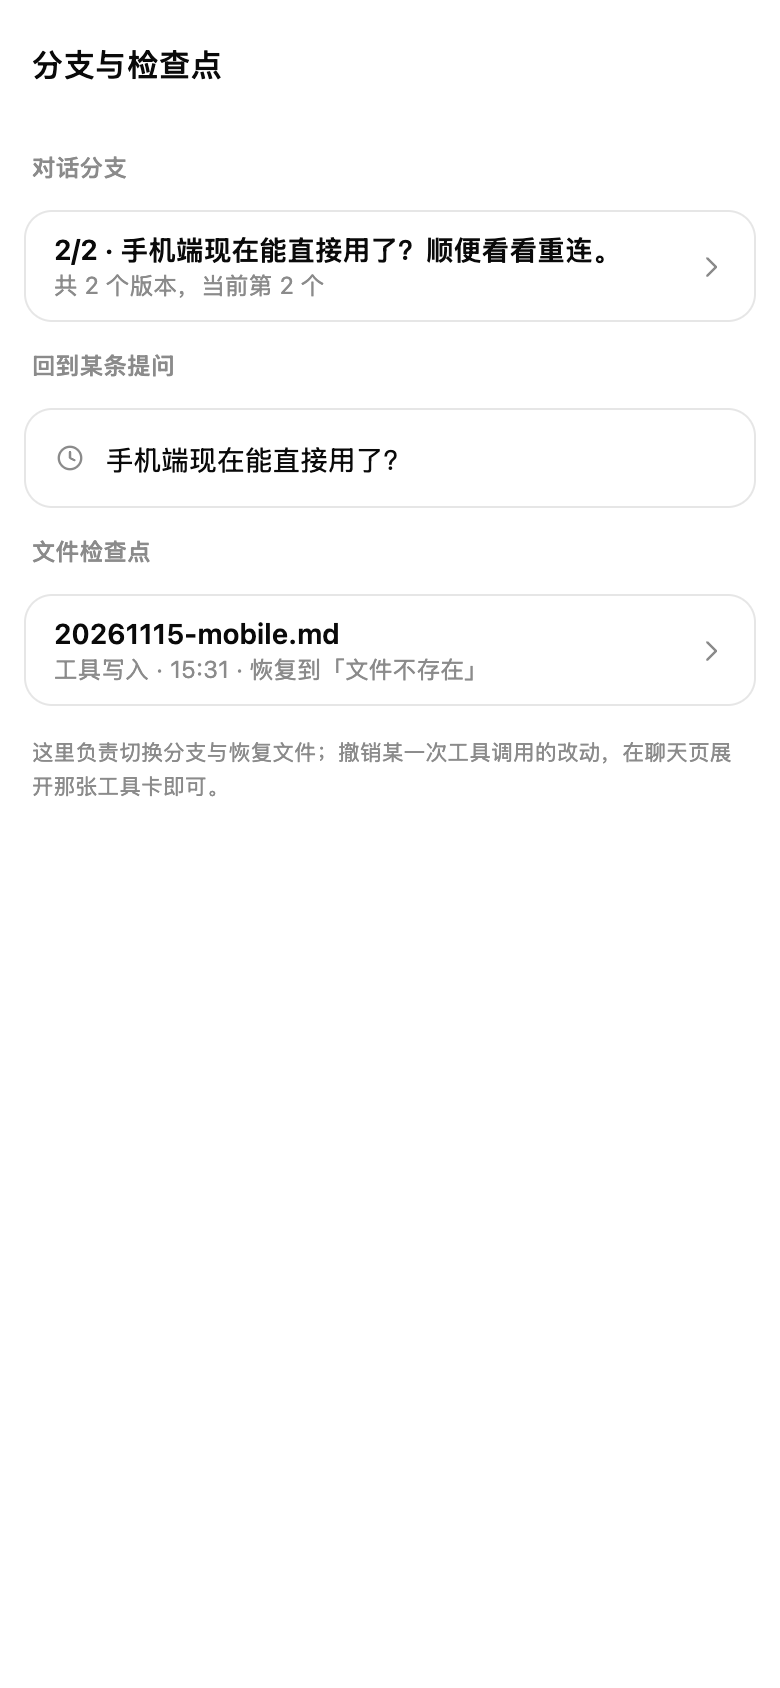 分支与检查点
对话分支
2/2 · 手机端现在能直接用了？顺便看看重连。
共 2 个版本，当前第 2 个
回到某条提问
手机端现在能直接用了？
文件检查点
20261115-mobile.md
工具写入 · 15:31 · 恢复到「文件不存在」
这里负责切换分支与恢复文件；撤销某一次工具调用的改动，在聊天页展
开那张工具卡即可。